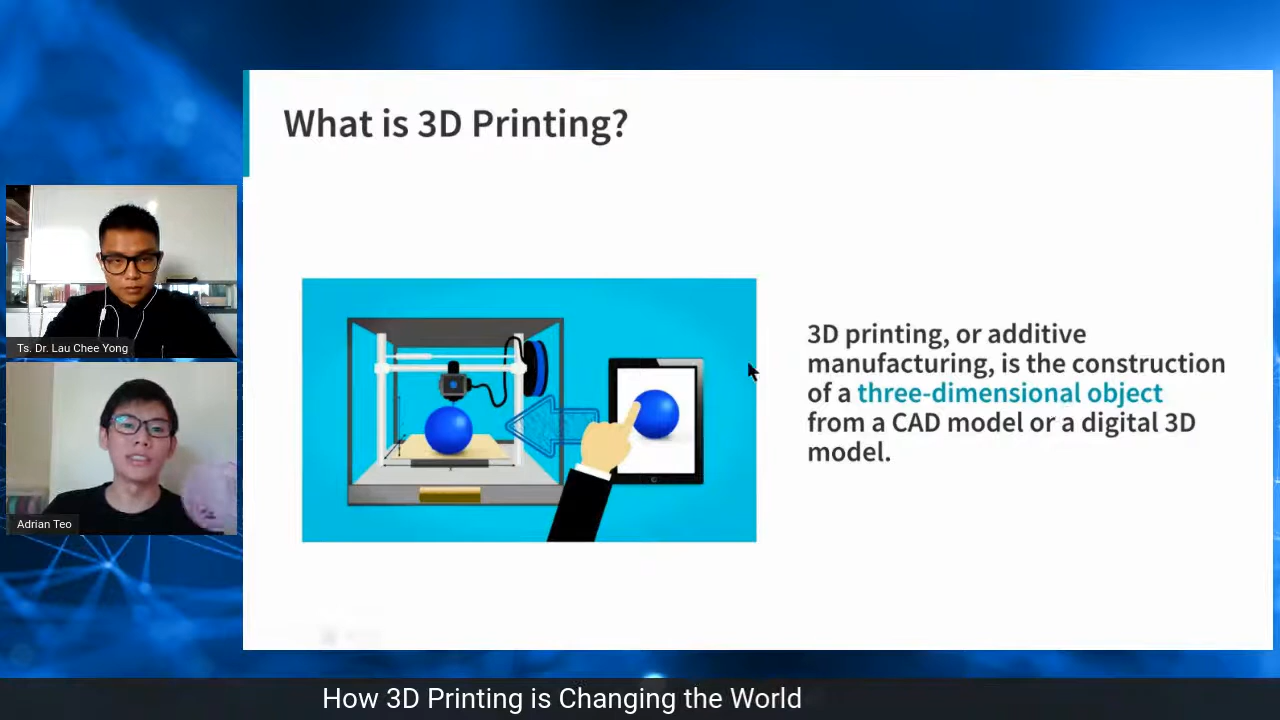 What is 3D Printing?
Ts. Dr. Lau Chee Yong
Adrian Teo
3D printing, or additive
manufacturing, is the construction
of a three-dimensional object
from a CAD model or a digital 3D
model.
How 3D Printing is Changing the World